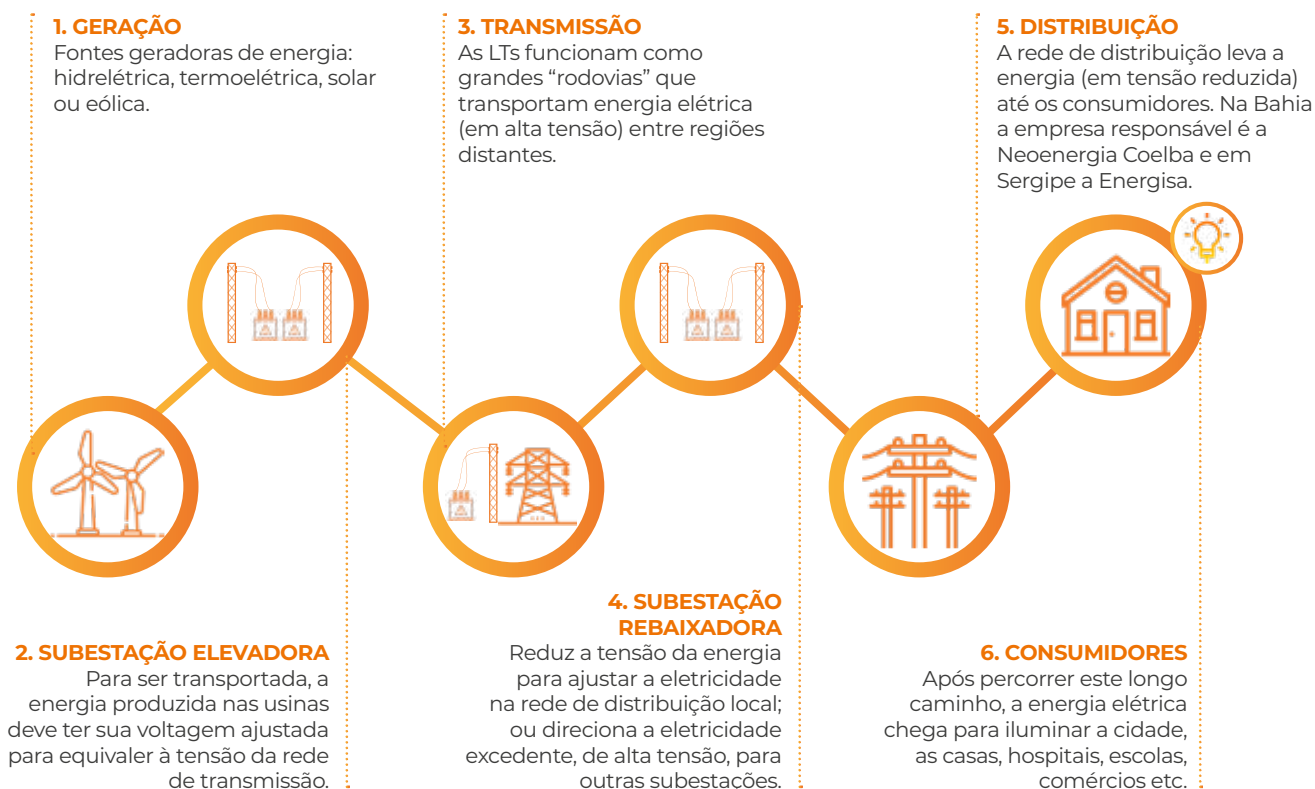 1. GERAÇÃO
Fontes geradoras de energia:
hidrelétrica, termoelétrica, solar
ou eólica.
2. SUBESTAÇÃO ELEVADORA
Para ser transportada, a
energia produzida nas usinas
deve ter sua voltagem ajustada
para equivaler à tensão da rede
de transmissão.
3. TRANSMISSÃO
As LTs funcionam como
grandes “rodovias” que
transportam energia elétrica
(em alta tensão) entre regiões
distantes.
4. SUBESTAÇÃO
REBAIXADORA
Reduz a tensão da energia
para ajustar a eletricidade
na rede de distribuição local;
ou direciona a eletricidade
excedente, de alta tensão, para
outras subestações.
5. DISTRIBUIÇÃO
A rede de distribuição leva a
energia (em tensão reduzida)
até os consumidores. Na Bahia
a empresa responsável é a
Neoenergia Coelba e em
Sergipe a Energisa.
6. CONSUMIDORES
Após percorrer este longo
caminho, a energia elétrica
chega para iluminar a cidade,
as casas, hospitais, escolas,
comércios etc.